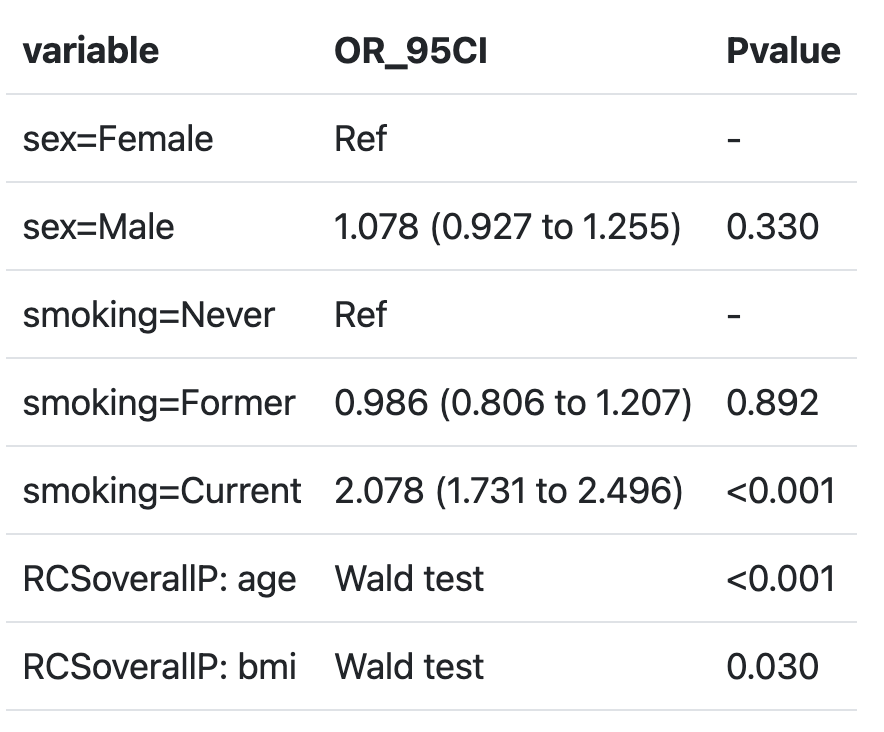 variable OR_95CI Pvalue
sex=Female Ref -
sex=Male 1.078 (0.927 to 1.255) 0.330
smoking=Never Ref -
smoking=Former 0.986 (0.806 to 1.207) 0.892
smoking=Current 2.078 (1.731 to 2.496) <0.001
RCSoverallP: age Wald test <0.001
RCSoverallP: bmi Wald test 0.030